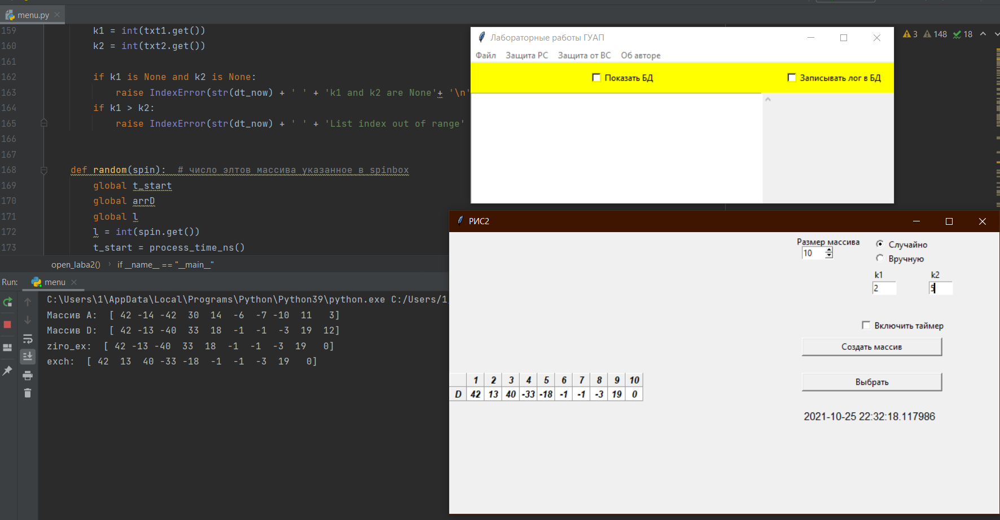 menu.py
159 k1 = int(txt1.get())
160 k2 = int(txt2.get())
161
162 if k1 is None and k2 is None:
163 raise IndexError(str(dt_now) + ' ' + 'k1 and k2 are None'+ '\n'
164 if k1 > k2:
165 raise IndexError(str(dt_now) + ' ' + 'List index out of range'
166
167
168 def random(spin):  # число элтов массива указанное в spinbox
169 global t_start
170 global arrD
171 global l
172 l = int(spin.get())
173 t_start = process_time_ns()
open_laba2() › if __name__ == "__main__"
3 148 18
Лабораторные работы ГУАП
Файл Защита РС Защита от ВС Об авторе
Показать БД Записывать лог в БД
Run: menu
C:\Users\1\AppData\Local\Programs\Python\Python39\python.exe C:/Users/1
Массив A:  [ 42 -14 -42  30  14  -6  -7 -10  11   3]
Массив D:  [ 42 -13 -40  33  18  -1  -1  -3  19  12]
ziro_ex:  [ 42 -13 -40  33  18  -1  -1  -3  19   0]
exch:  [ 42  13  40 -33 -18  -1  -1  -3  19   0]
РИС2
Размер массива
10
Случайно
Вручную
k1 k2
2 5
Включить таймер
Создать массив
Выбрать
1 2 3 4 5 6 7 8 9 10
D 42 13 40 -33 -18 -1 -1 -3 19 0
2021-10-25 22:32:18.117986